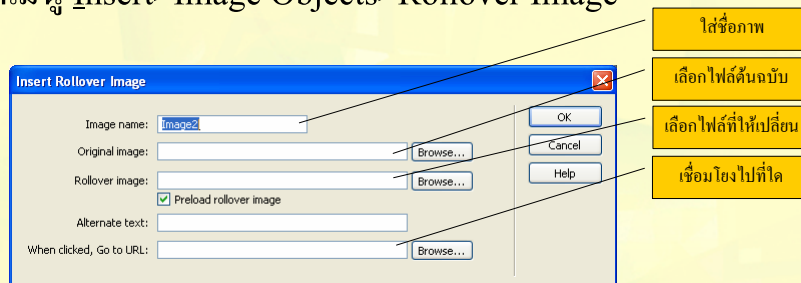 Insert> Image Objects> Rollover Image
ใส่ชื่อภาพ
Insert Rollover Image
เลือกไฟล์ต้นฉบับ
Image name: Image2
OK
เลือกไฟล์ที่ให้เปลี่ยน
Original image: Browse...
Cancel
Rollover image: Browse...
Help
เชื่อมโยงไปที่ใด
Preload rollover image
Alternate text:
When clicked, Go to URL: Browse...